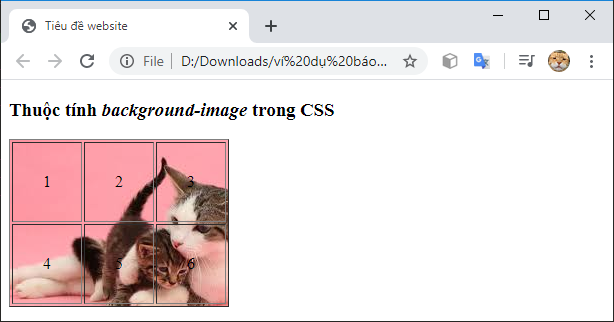 Tiêu đề website
File
D:/Downloads/ví%20dụ%20báo...
Thuộc tính background-image trong CSS
1 2 3
4 5 6